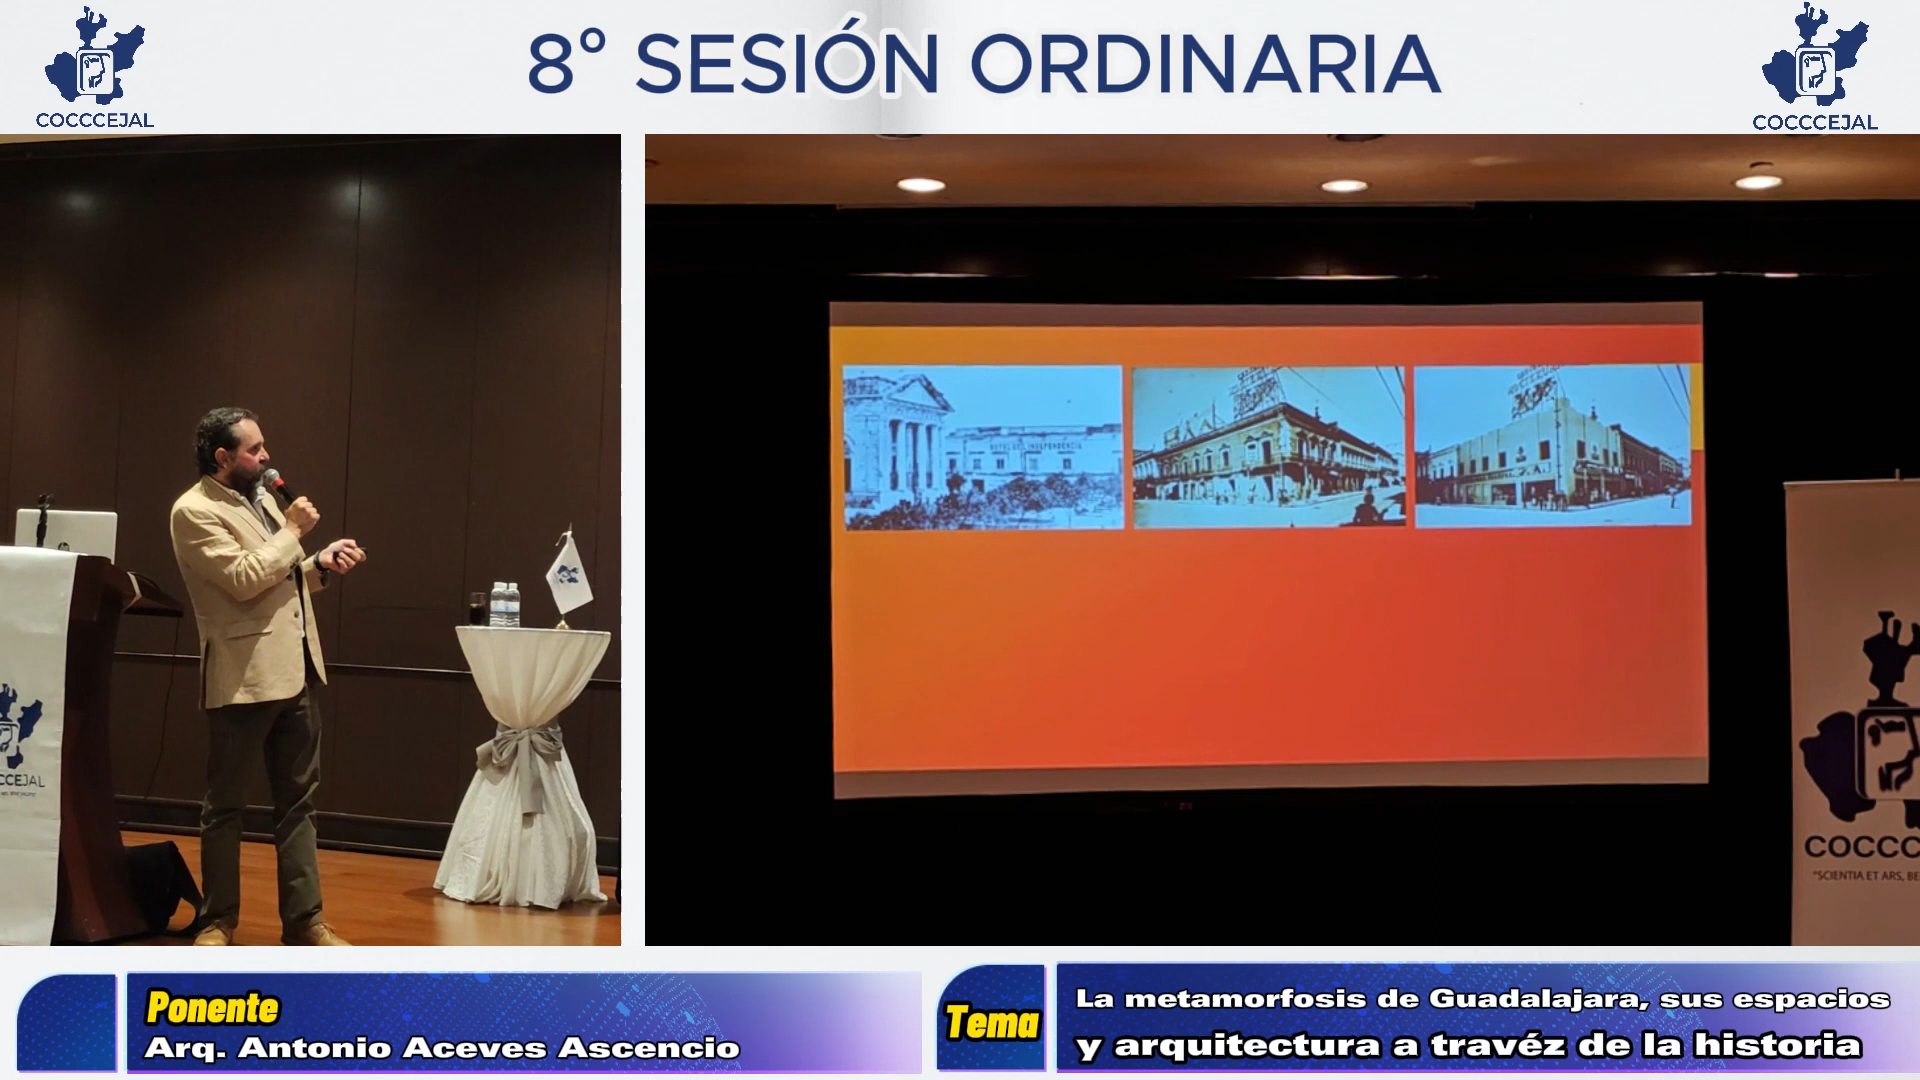 8° SESIÓN ORDINARIA
COCCCEJAL
COCCCEJAL
HOTEL DEL INDEPENDENCIA
CCEJAL
COCCC
"SCIENTIA ET ARS, BE
Ponente
Arq. Antonio Aceves Ascencio
Tema
La metamorfosis de Guadalajara, sus espacios
y arquitectura a travéz de la historia